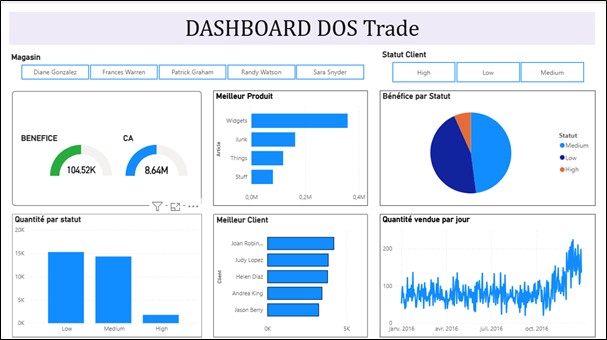 DASHBOARD DOS Trade
Magasin
Diane Gonzalez Frances Warren Patrick Graham Randy Watson Sara Snyder
Statut Client
High Low Medium
BENEFICE CA
104.52K 8,64M
Meilleur Produit
Article
Widgets
Junk
Things
Stuff
0,0M 0,2M 0,4M
Bénéfice par Statut
Statut
Medium
Low
High
Quantité par statut
20K
15K
10K
5K
0K
Low Medium High
Meilleur Client
Client
Joan Robin...
Judy Lopez
Helen Diaz
Andrea King
Jason Berry
0K 5K
Quantité vendue par jour
200
100
0
janv. 2016 avr. 2016 juil. 2016 oct. 2016